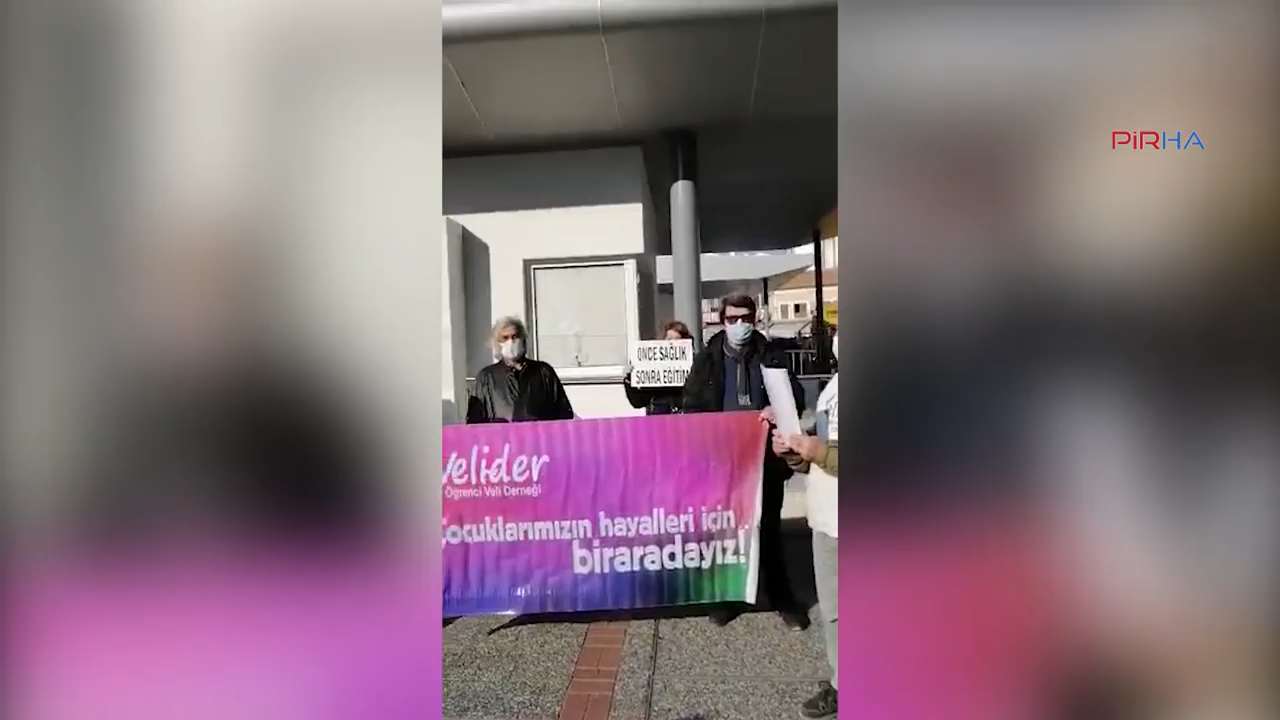 PİRHA
ÖNCE SAĞLIK
SONRA EĞİTİM
Velider
Öğrenci Veli Derneği
Çocuklarımızın hayalleri için
biraradayız!